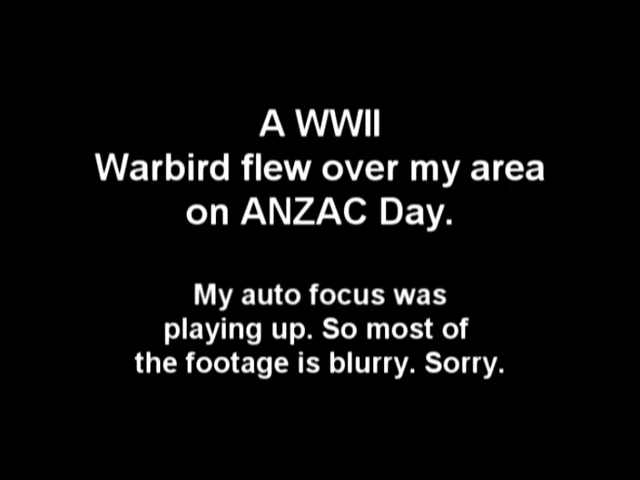 A WWII
Warbird flew over my area
on ANZAC Day.
My auto focus was
playing up. So most of
the footage is blurry. Sorry.